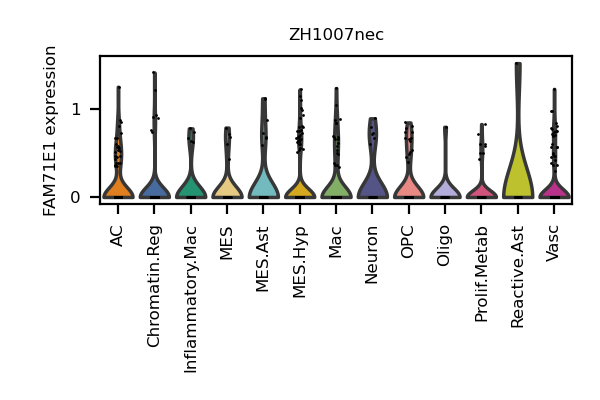 ZH1007nec
FAM71E1 expression
1
0
AC
Chromatin.Reg
Inflammatory.Mac
MES
MES.Ast
MES.Hyp
Mac
Neuron
OPC
Oligo
Prolif.Metab
Reactive.Ast
Vasc